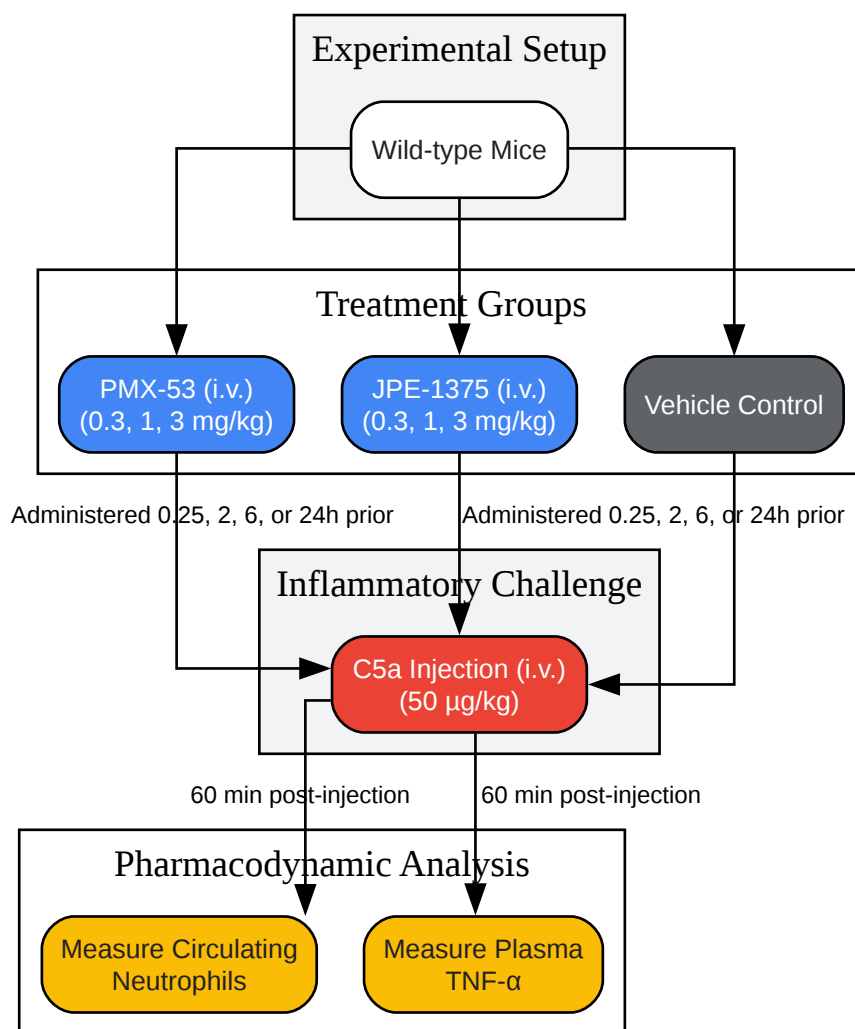 Experimental Setup
Wild-type Mice
Treatment Groups
PMX-53 (i.v.)
(0.3, 1, 3 mg/kg)
JPE-1375 (i.v.)
(0.3, 1, 3 mg/kg)
Vehicle Control
Administered 0.25, 2, 6, or 24h prior
Administered 0.25, 2, 6, or 24h prior
Inflammatory Challenge
C5a Injection (i.v.)
(50 µg/kg)
60 min post-injection
60 min post-injection
Pharmacodynamic Analysis
Measure Circulating
Neutrophils
Measure Plasma
TNF-α